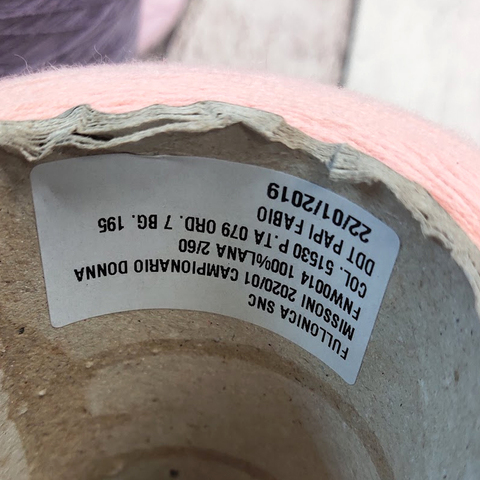 FULLONICA SNC
MISSONI 2020/01 CAMPIONARIO DONNA
FNW0014 100%LANA 2/60
COL. 51530 P.TA 079 ORD. 7 BG. 195
DDT PAPI FABIO
22/01/2019